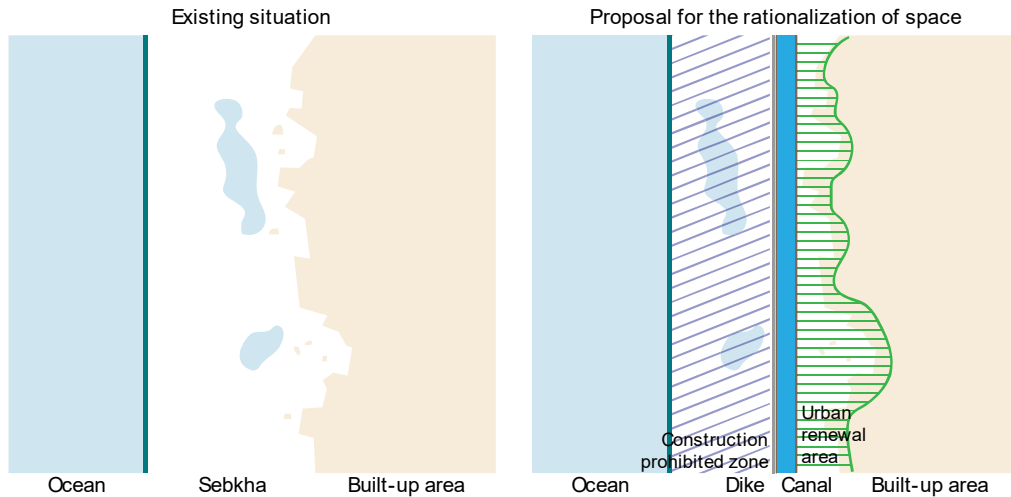 Existing situation
Proposal for the rationalization of space
Construction
prohibited zone
Urban
renewal
area
Ocean
Sebkha
Built-up area
Ocean
Dike
Canal
Built-up area